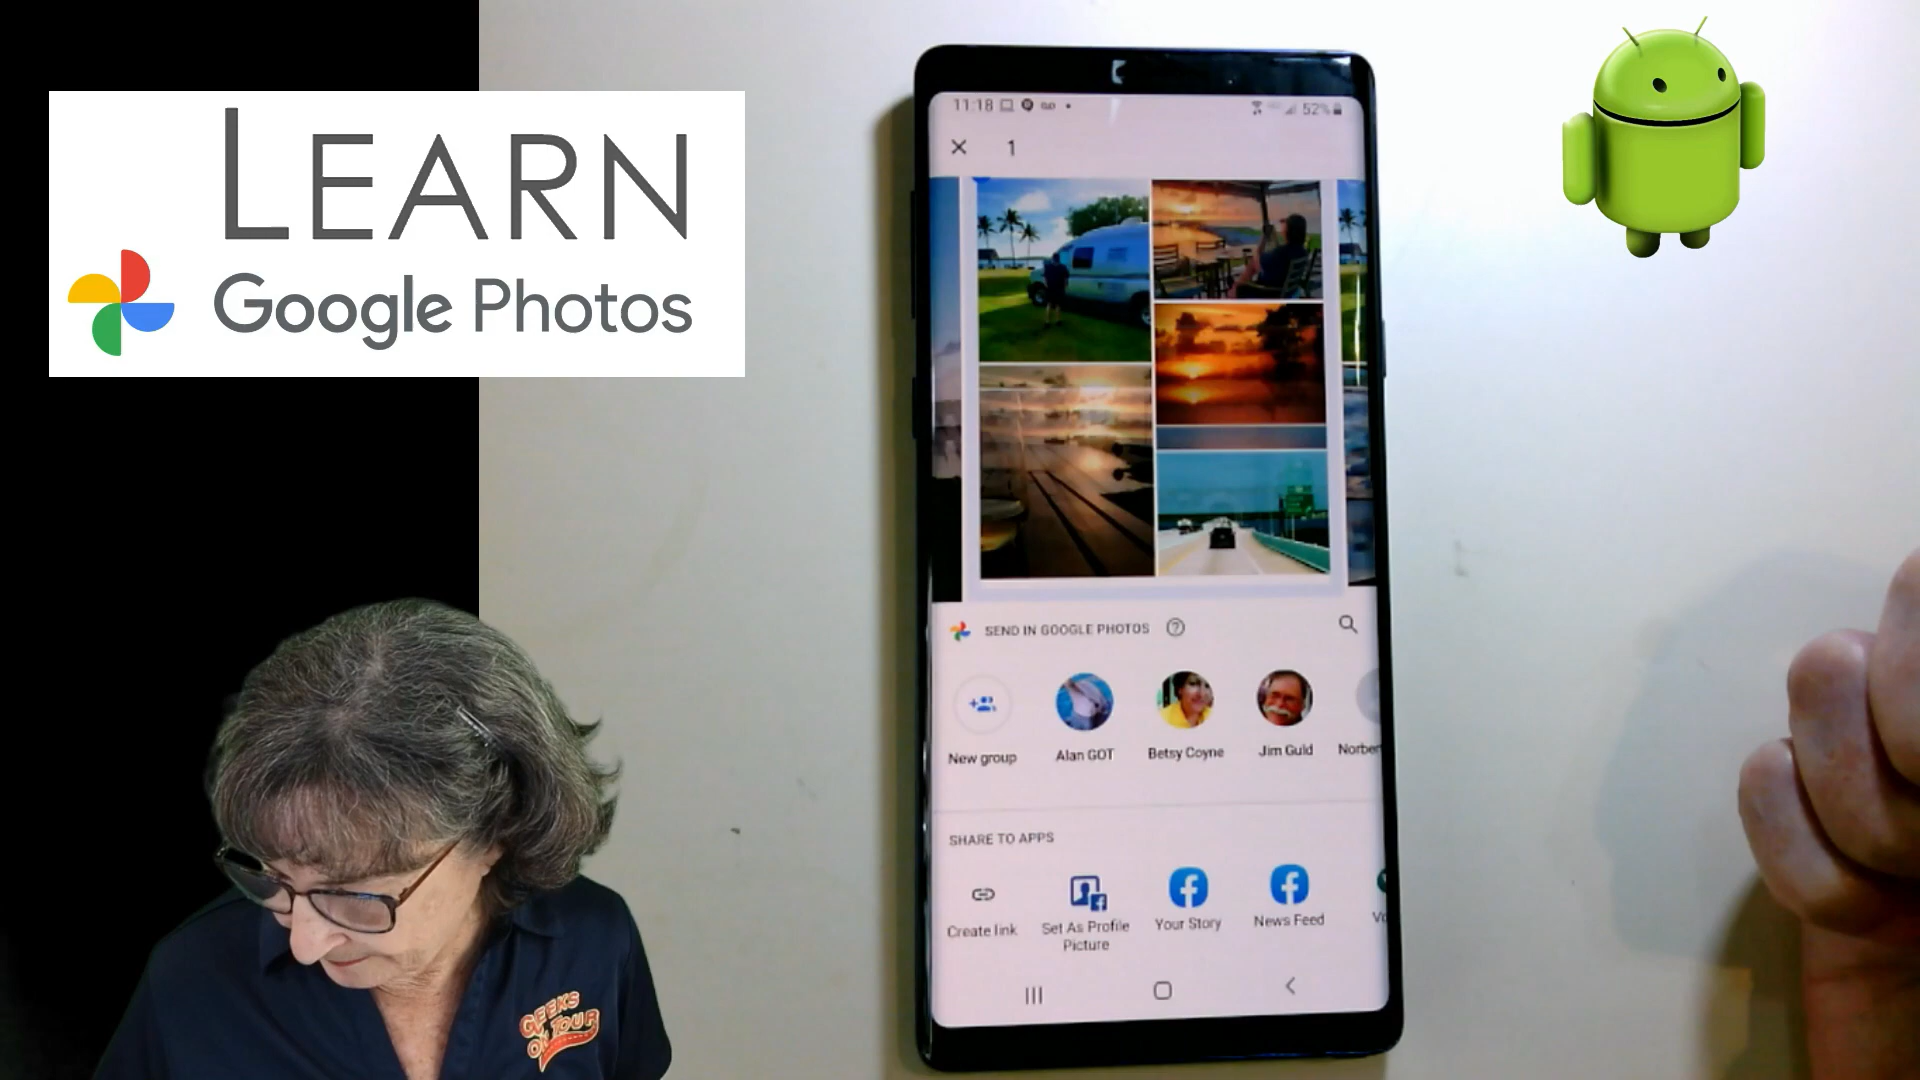 LEARN
Google Photos
11:18
52%
1
SEND IN GOOGLE PHOTOS
New group
Alan GOT
Betsy Coyne
Jim Guld
Norber
SHARE TO APPS
Create link
Set As Profile
Picture
Your Story
News Feed
GEEKS
ON TOUR